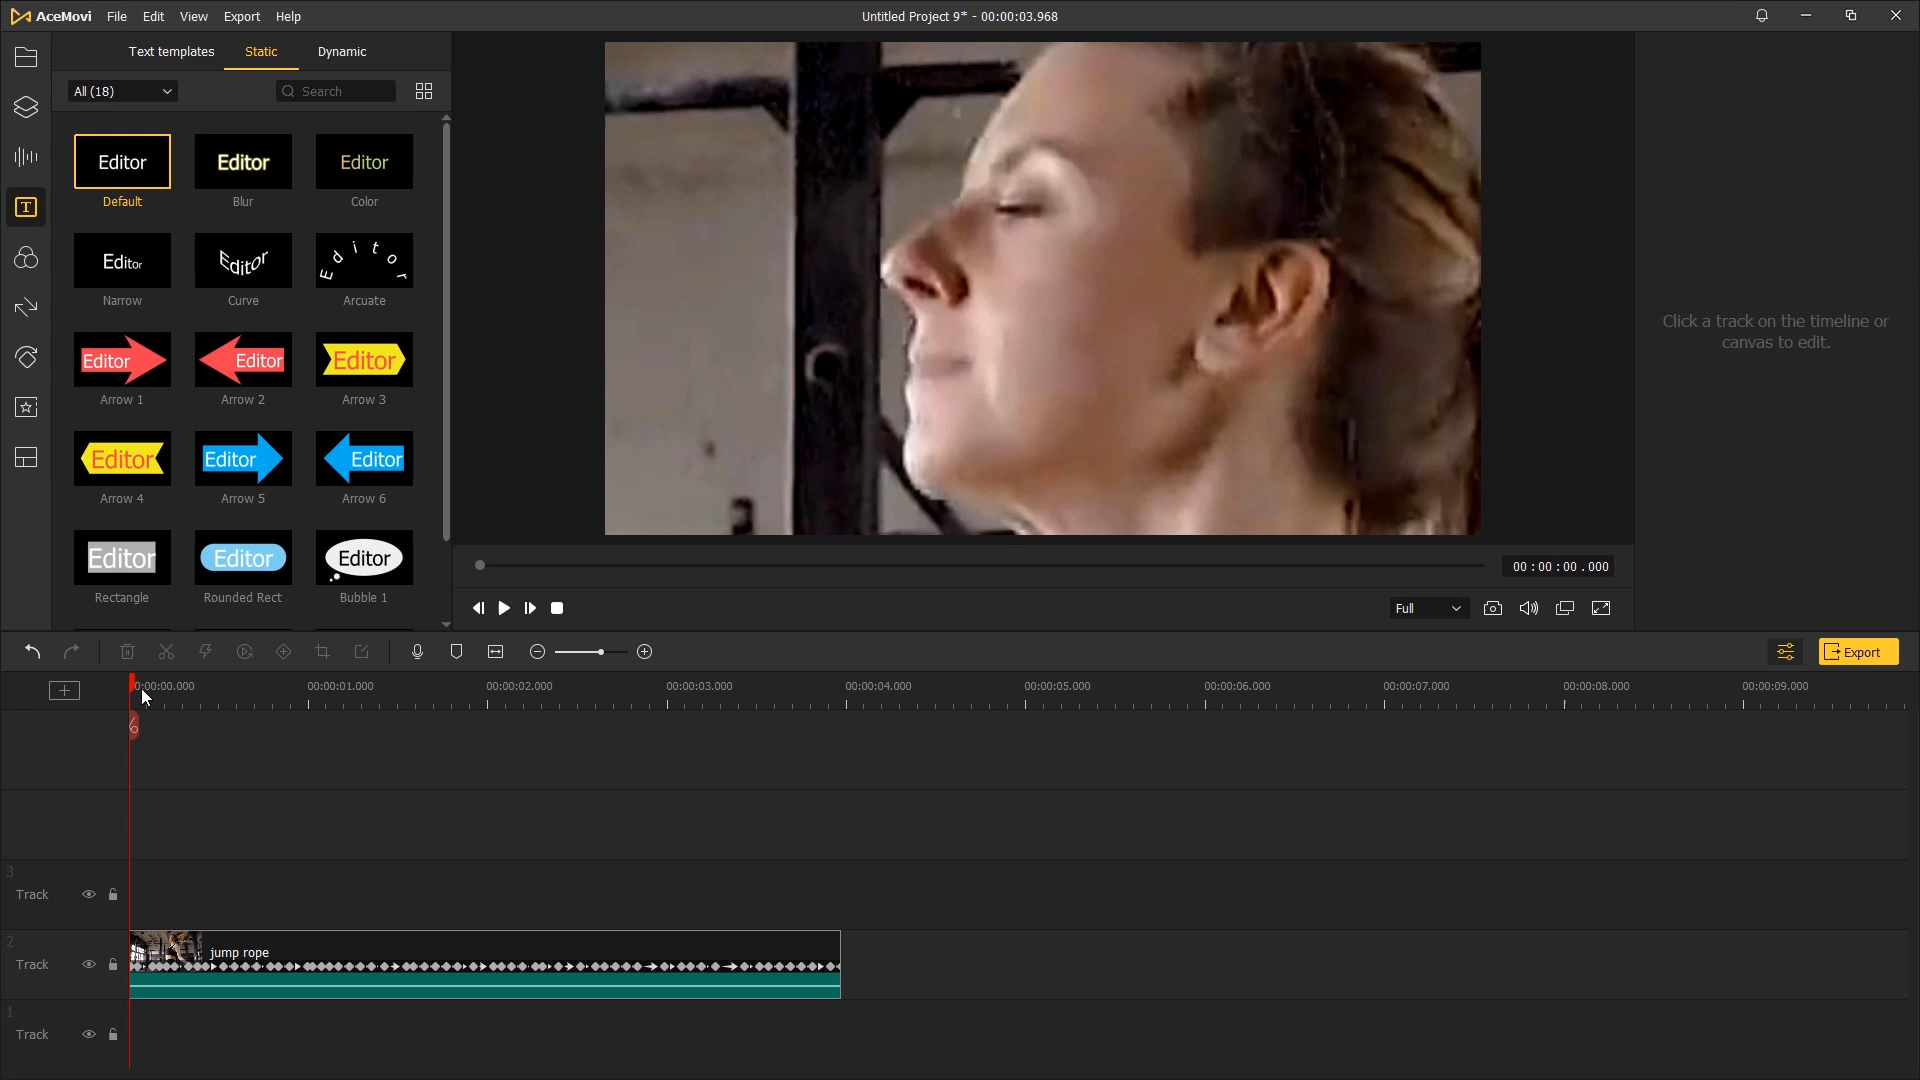 AceMovi File Edit View Export Help Untitled Project 9* - 00:00:03.968
Text templates Static Dynamic
All (18) Search
Editor Editor Editor
Default Blur Color
Editor Editor Editor
Narrow Curve Arcuate
Editor Editor Editor
Arrow 1 Arrow 2 Arrow 3
Editor Editor Editor
Arrow 4 Arrow 5 Arrow 6
Editor Editor Editor
Rectangle Rounded Rect Bubble 1
Click a track on the timeline or
canvas to edit.
00 : 00 : 00 . 000
Full
Export
0:00:00.000 00:00:01.000 00:00:02.000 00:00:03.000 00:00:04.000 00:00:05.000 00:00:06.000 00:00:07.000 00:00:08.000 00:00:09.000
3
Track
2
Track
jump rope
1
Track